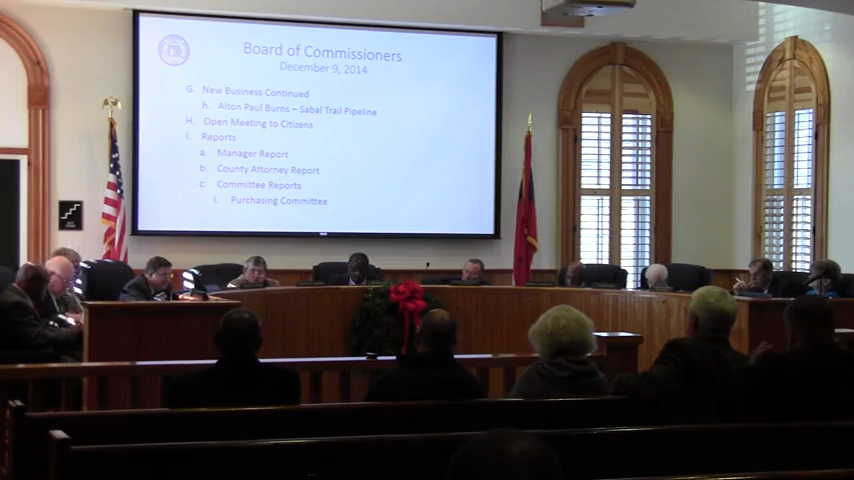 Board of Commissioners
December 9, 2014
G. New Business Continued
h. Alton Paul Burns – Sabal Trail Pipeline
H. Open Meeting to Citizens
I. Reports
a. Manager Report
b. County Attorney Report
c. Committee Reports
i. Purchasing Committee